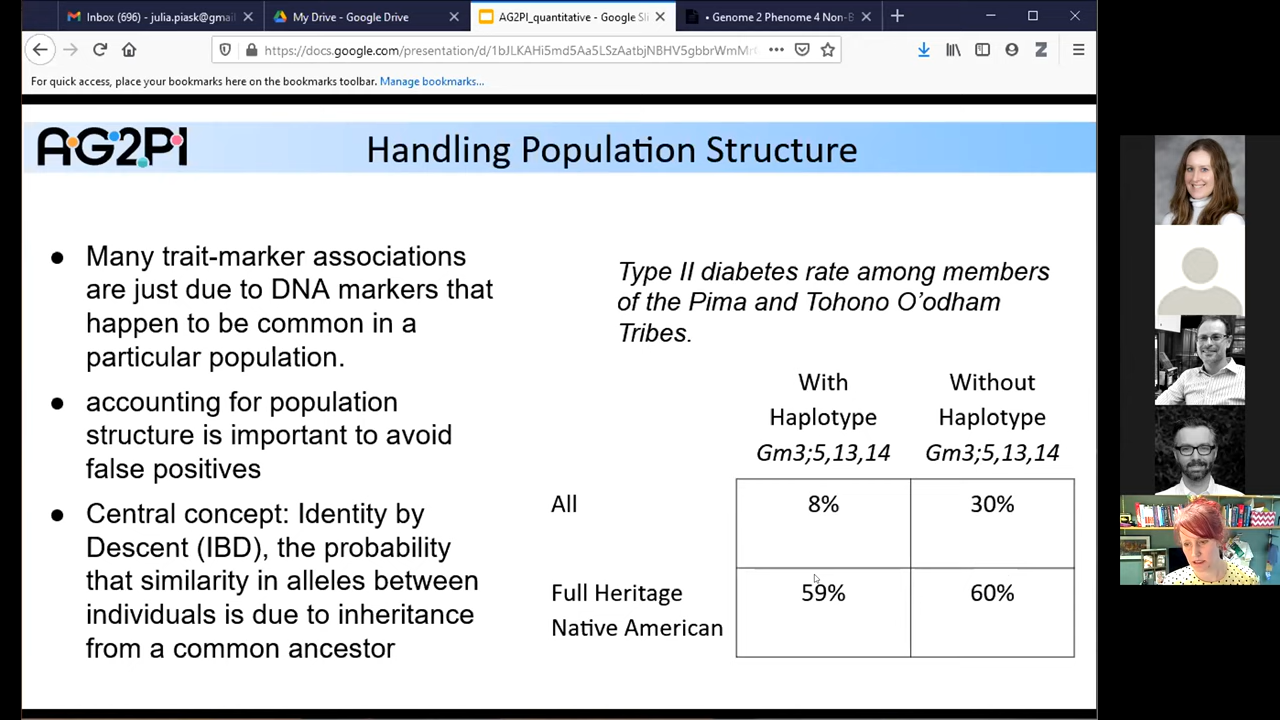 Inbox (696) - julia.piask@gmail
My Drive - Google Drive
AG2PI_quantitative - Google Sli
• Genome 2 Phenome 4 Non-B
https://docs.google.com/presentation/d/1bJLKAHi5md5Aa5LSzAatbjNBHV5gbbrWmM
For quick access, place your bookmarks here on the bookmarks toolbar. Manage bookmarks...
AG2PI
Handling Population Structure
● Many trait-marker associations
are just due to DNA markers that
happen to be common in a
particular population.
● accounting for population
structure is important to avoid
false positives
● Central concept: Identity by
Descent (IBD), the probability
that similarity in alleles between
individuals is due to inheritance
from a common ancestor
Type II diabetes rate among members
of the Pima and Tohono O’odham
Tribes.
With Without
Haplotype Haplotype
Gm3;5,13,14 Gm3;5,13,14
All 8% 30%
Full Heritage 59% 60%
Native American